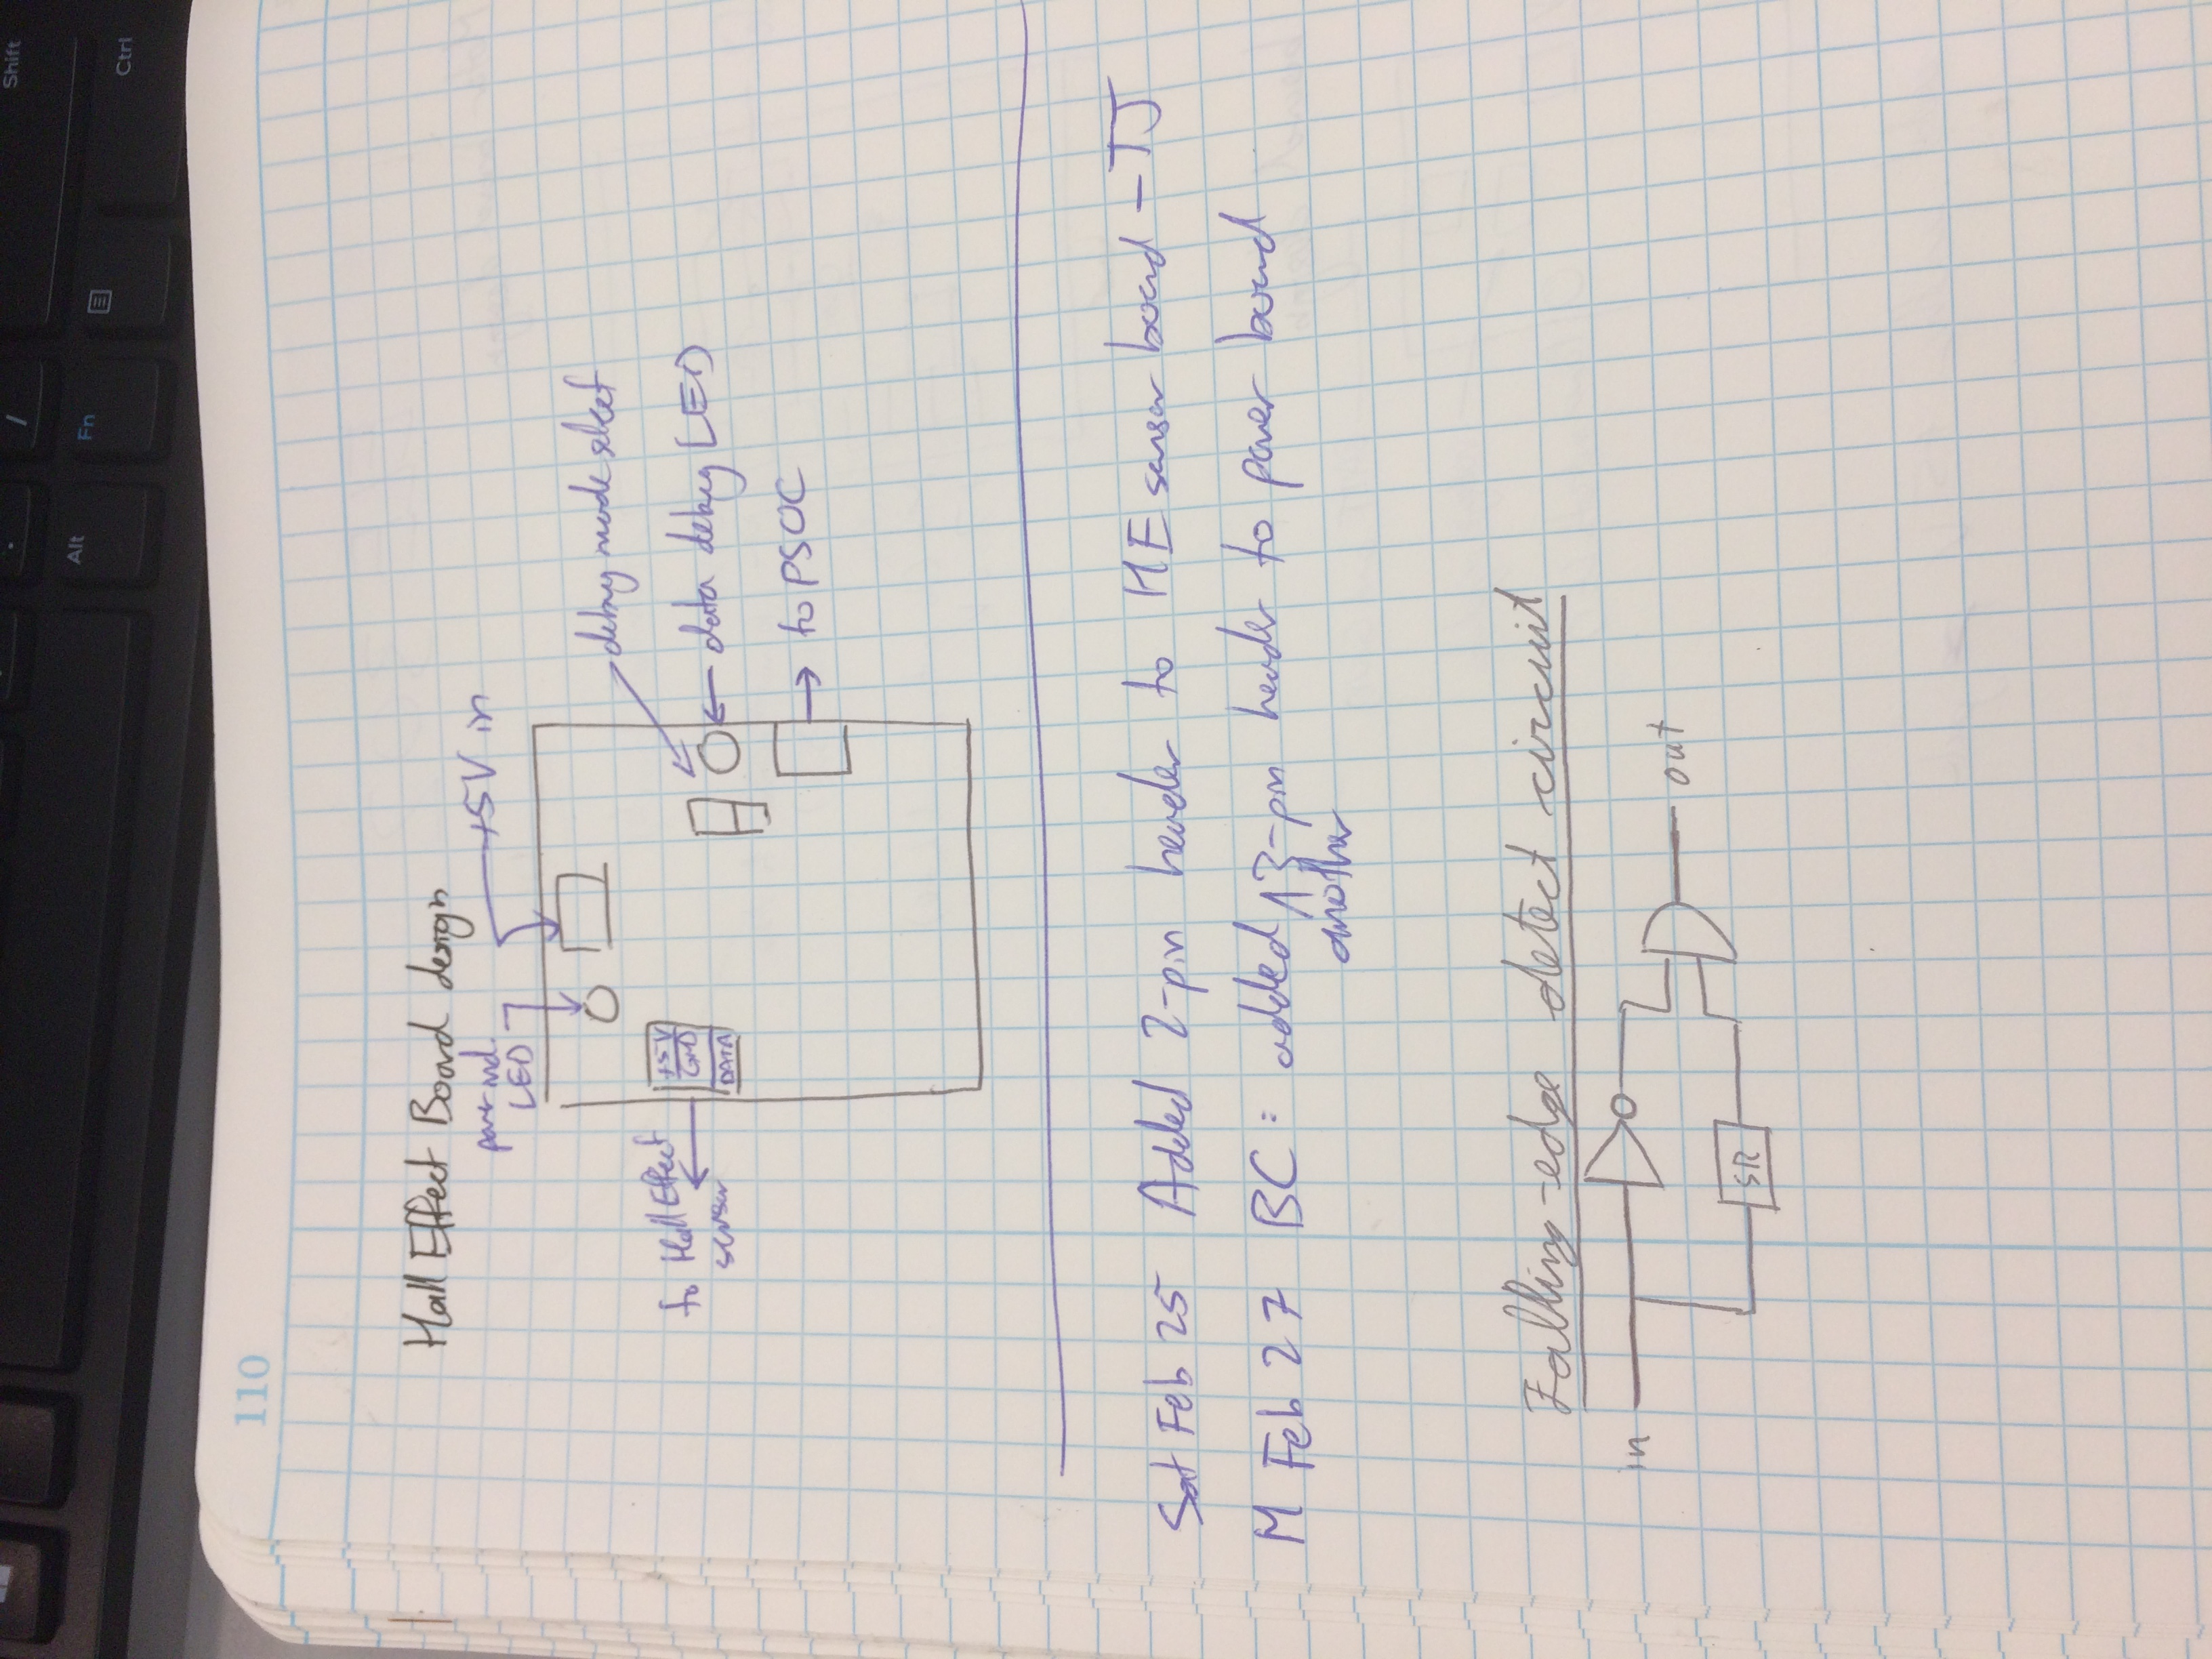 Shift
Alt
Fn
Ctrl
110
Hall Effect Board design
power ind.
LED
+5V in
debug mode select
to Hall Effect
sensor
+5V
GND
DATA
data debug LED
to PSOC
Sat Feb 25 Added 2-pin header to HE sensor board - TJ
M Feb 27 BC: added 3-pin header to power board
another
Falling-edge detect circuit
in
out
SR